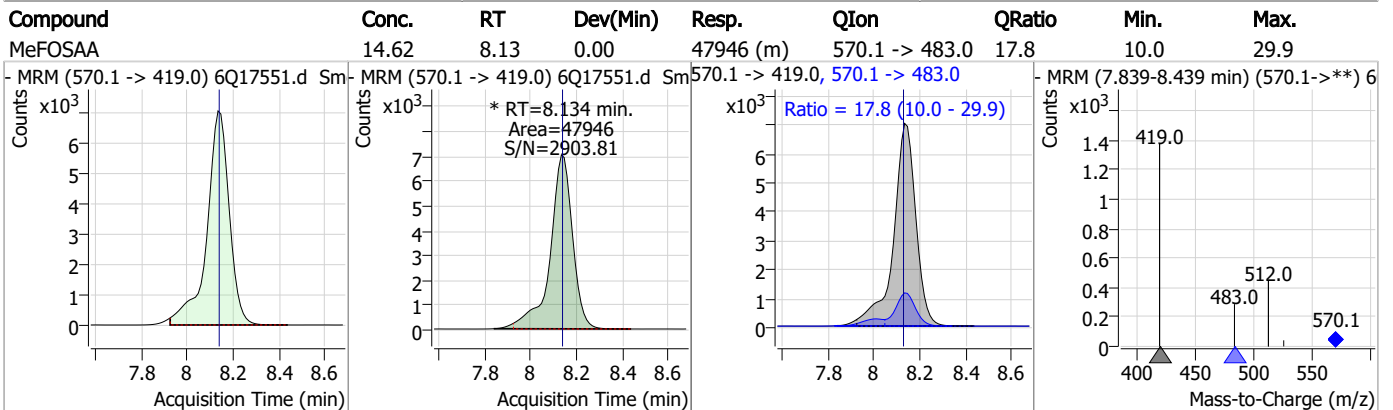 Compound Conc. RT Dev(Min) Resp. QIon QRatio Min. Max.
MeFOSAA 14.62 8.13 0.00 47946 (m) 570.1 -> 483.0 17.8 10.0 29.9
- MRM (570.1 -> 419.0) 6Q17551.d Sm
Counts
x10³
6
5
4
3
2
1
0
7.8 8 8.2 8.4 8.6
Acquisition Time (min)
- MRM (570.1 -> 419.0) 6Q17551.d Sm
Counts
x10³
* RT=8.134 min.
Area=47946
S/N=2903.81
7
6
5
4
3
2
1
0
7.8 8 8.2 8.4 8.6
Acquisition Time (min)
570.1 -> 419.0, 570.1 -> 483.0
x10³
Ratio = 17.8 (10.0 - 29.9)
6
5
4
3
2
1
0
7.8 8 8.2 8.4 8.6
Acquisition Time (min)
- MRM (7.839-8.439 min) (570.1->**) 6
Counts
x10³
419.0
1.4
1.2
1
0.8
0.6
512.0
0.4
483.0
0.2
570.1
0
400 450 500 550
Mass-to-Charge (m/z)